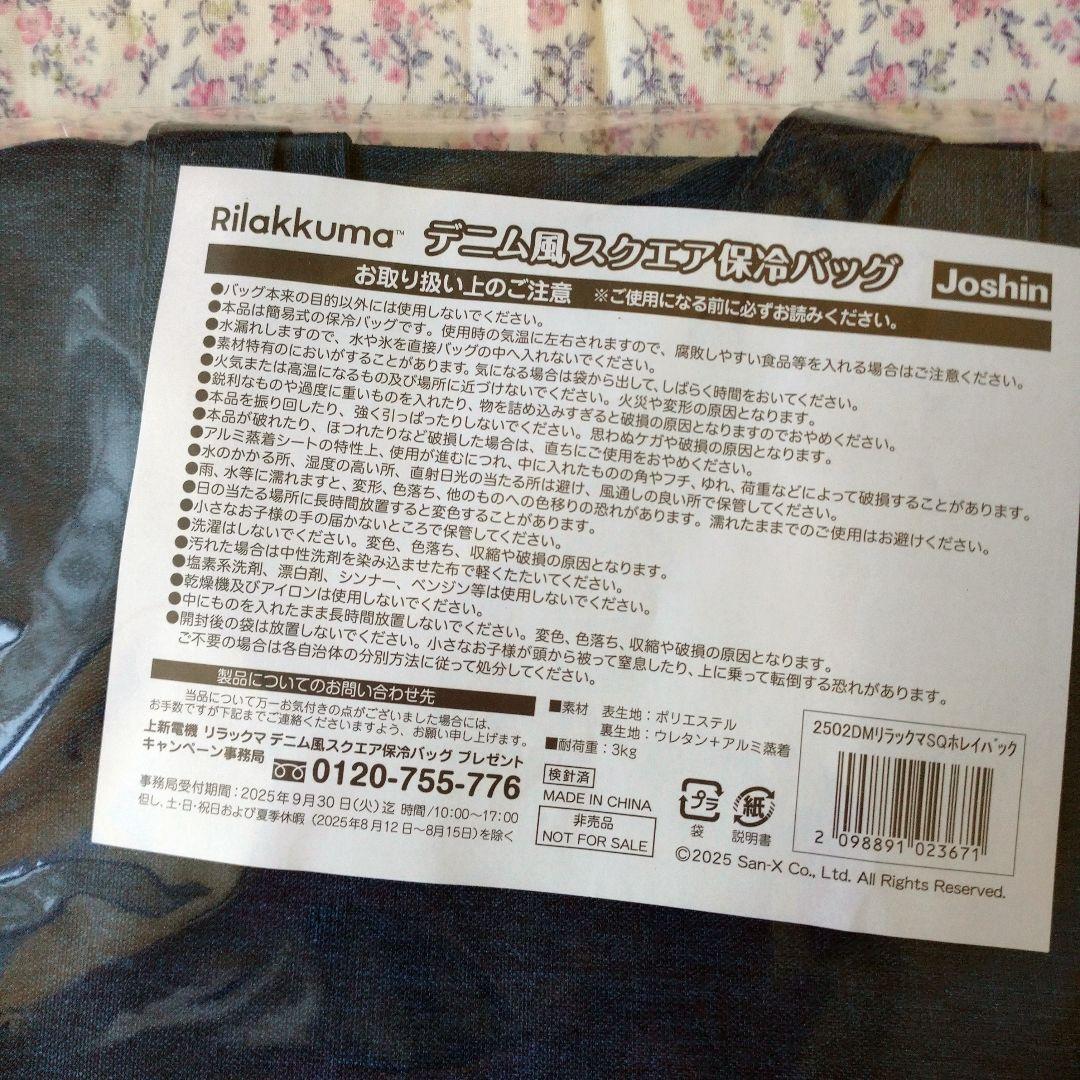 Rilakkuma™ デニム風スクエア保冷バッグ Joshin
お取り扱い上のご注意 ※ご使用になる前に必ずお読みください。
●バッグ本来の目的以外には使用しないでください。
●本品は簡易式の保冷バッグです。使用時の気温に左右されますので、腐敗しやすい食品等を入れる場合はご注意ください。
●水漏れしますので、水や氷を直接バッグの中へ入れないでください。
●素材特有のにおいがすることがあります。気になる場合は袋から出して、しばらく時間をおいてください。
●火気または高温になるもの及び場所に近づけないでください。火災や変形の原因となります。
●鋭利なものや過度に重いものを入れたり、物を詰め込みすぎると破損の原因となりますのでおやめください。
●本品を振り回したり、強く引っぱったりしないでください。思わぬケガや破損の原因となります。
●本品が破れたり、ほつれたりなど破損した場合は、直ちにご使用をおやめください。
●アルミ蒸着シートの特性上、使用が進むにつれ、中に入れたものの角やフチ、ゆれ、荷重などによって破損することがあります。
●水のかかる所、湿度の高い所、直射日光の当たる所は避け、風通しの良い所で保管してください。
●雨、水等に濡れますと、変形、色落ち、他のものへの色移りの恐れがあります。濡れたままでのご使用はお避けください。
●日の当たる場所に長時間放置すると変色することがあります。
●小さなお子様の手の届かないところで保管してください。
●洗濯はしないでください。変色、色落ち、収縮や破損の原因となります。
●汚れた場合は中性洗剤を染み込ませた布で軽くたたいてください。
●塩素系洗剤、漂白剤、シンナー、ベンジン等は使用しないでください。
●乾燥機及びアイロンは使用しないでください。
●中にものを入れたまま長時間放置しないでください。変色、色落ち、収縮や破損の原因となります。
●開封後の袋は放置しないでください。小さなお子様が頭から被って窒息したり、上に乗って転倒する恐れがあります。
ご不要の場合は各自治体の分別方法に従って処分してください。
製品についてのお問い合わせ先
当品について万一お気付きの点がございました場合には、
お手数ですが下記までご連絡くださいますよう、お願い申し上げます。
上新電機 リラックマ デニム風スクエア保冷バッグ プレゼント
キャンペーン事務局 0120-755-776
事務局受付期間:2025年9月30日(火)迄 時間/10:00~17:00
但し、土・日・祝日および夏季休暇(2025年8月12日~8月15日)を除く
■素材 表生地:ポリエステル
裏生地:ウレタン+アルミ蒸着
■耐荷重:3kg
検針済
MADE IN CHINA
非売品
NOT FOR SALE
プラ
袋
紙
説明書
2502DMリラックマSQホレイバック
2 098891 023671
©2025 San-X Co., Ltd. All Rights Reserved.